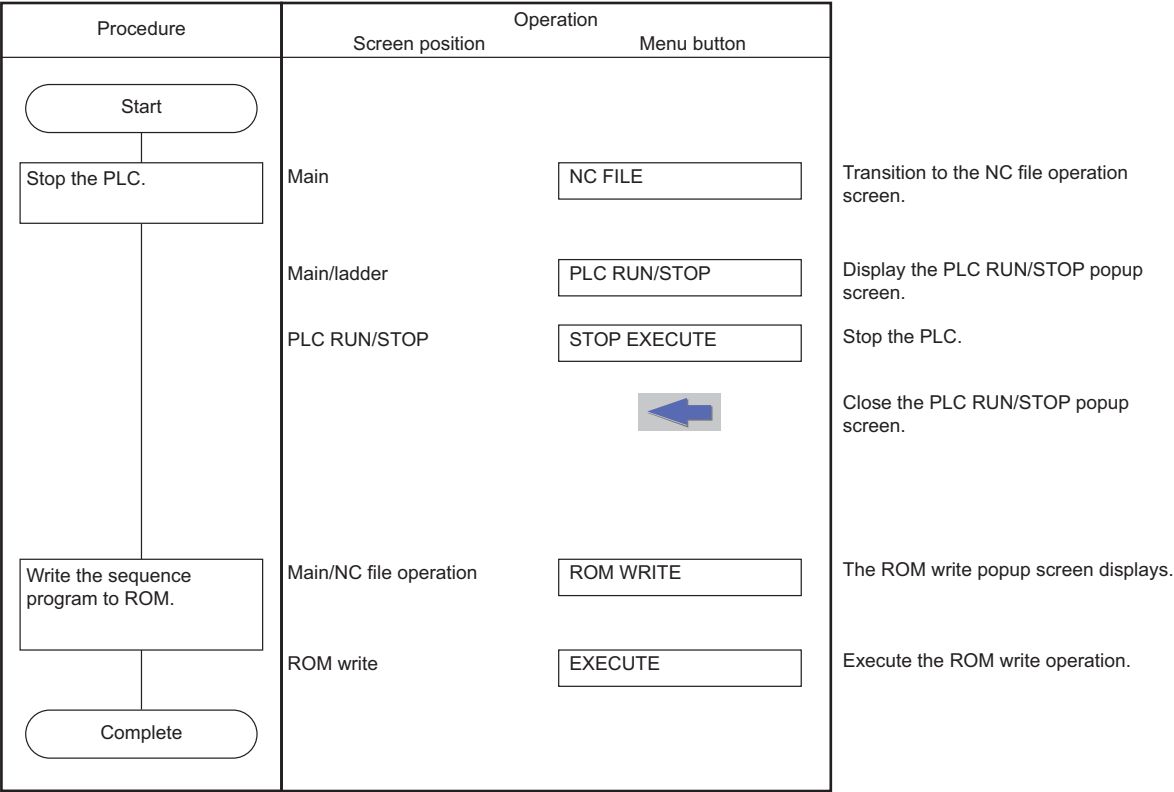 Procedure
Operation
Screen position Menu button
Start
Stop the PLC.
Main NC FILE Transition to the NC file operation
screen.
Main/ladder PLC RUN/STOP Display the PLC RUN/STOP popup
screen.
PLC RUN/STOP STOP EXECUTE Stop the PLC.
Close the PLC RUN/STOP popup
screen.
Write the sequence
program to ROM.
Main/NC file operation ROM WRITE The ROM write popup screen displays.
ROM write EXECUTE Execute the ROM write operation.
Complete